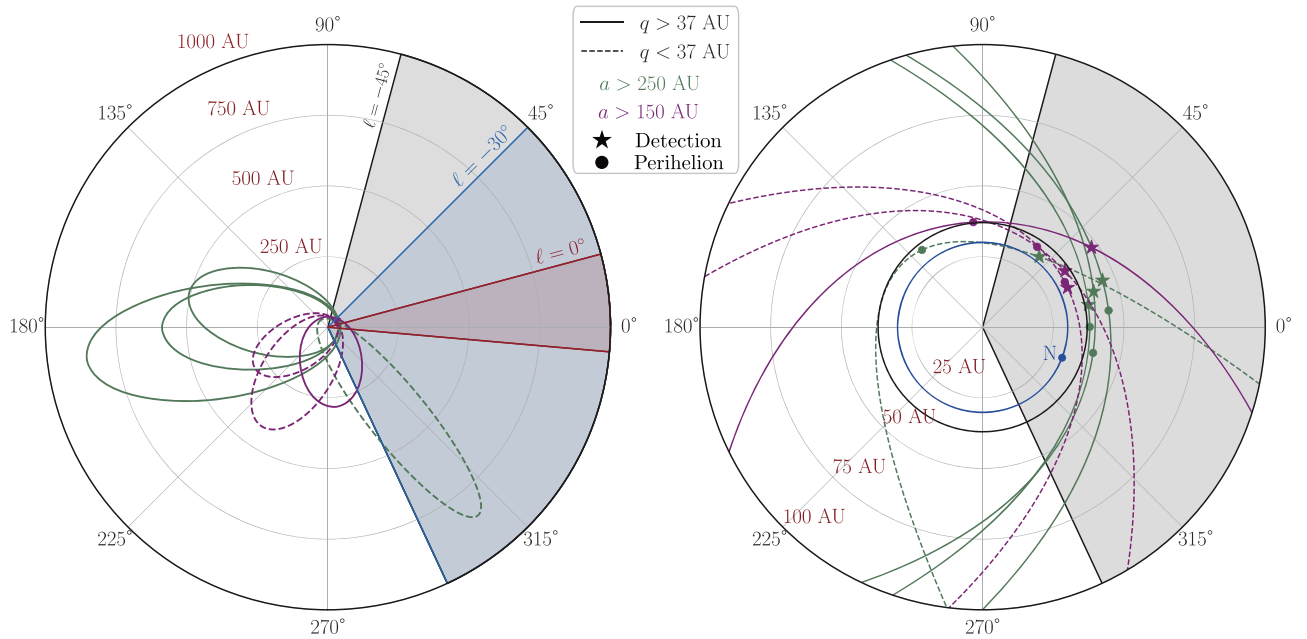 90°
1000 AU
135°
750 AU
500 AU
250 AU
ℓ = −45°
45°
ℓ = −30°
ℓ = 0°
180°
0°
225°
315°
270°
q > 37 AU
q < 37 AU
a > 250 AU
a > 150 AU
Detection
Perihelion
90°
135°
45°
180°
0°
N
25 AU
50 AU
75 AU
100 AU
225°
315°
270°